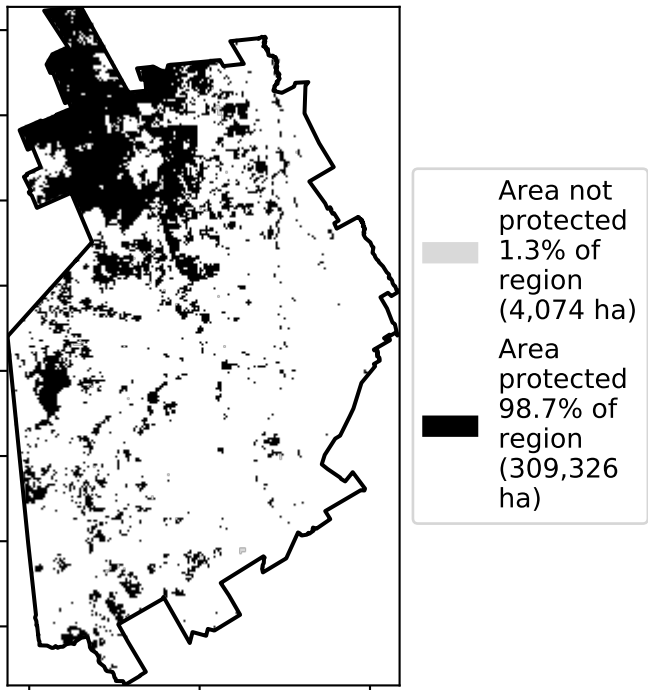 Area not
protected
1.3% of
region
(4,074 ha)
Area
protected
98.7% of
region
(309,326
ha)